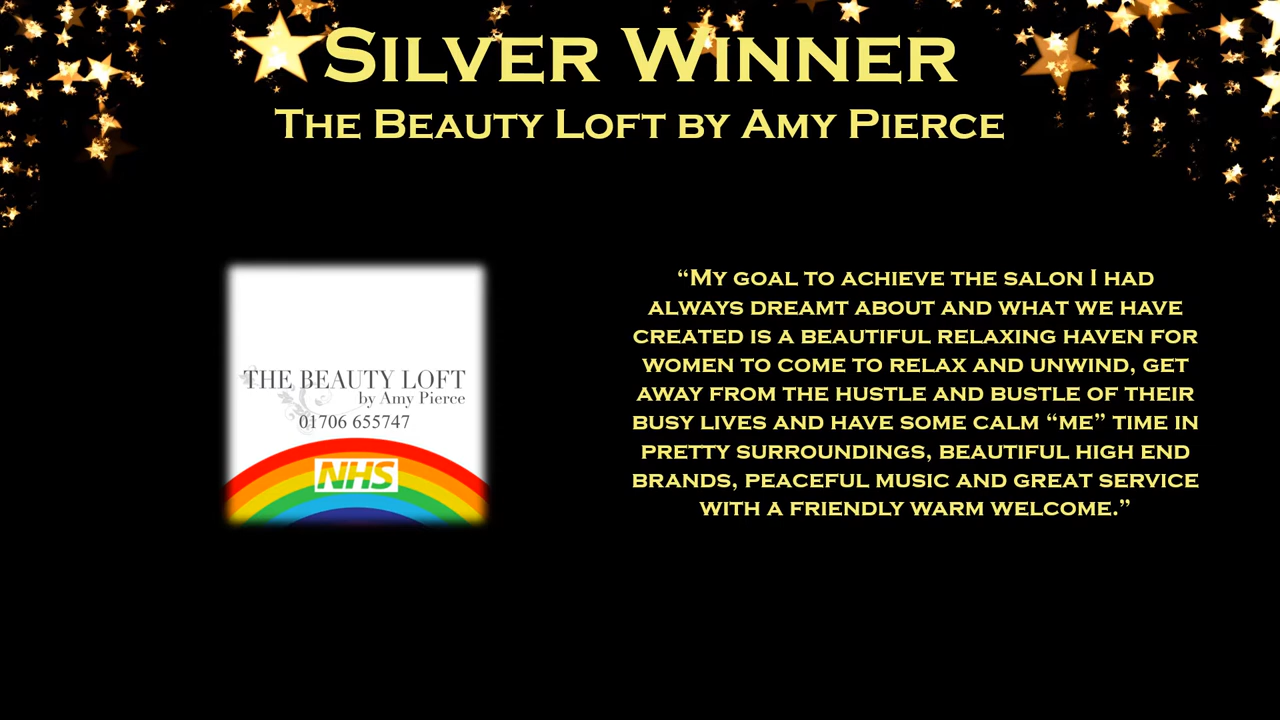 SILVER WINNER
THE BEAUTY LOFT BY AMY PIERCE
THE BEAUTY LOFT
by Amy Pierce
01706 655747
NHS
“MY GOAL TO ACHIEVE THE SALON I HAD
ALWAYS DREAMT ABOUT AND WHAT WE HAVE
CREATED IS A BEAUTIFUL RELAXING HAVEN FOR
WOMEN TO COME TO RELAX AND UNWIND, GET
AWAY FROM THE HUSTLE AND BUSTLE OF THEIR
BUSY LIVES AND HAVE SOME CALM “ME” TIME IN
PRETTY SURROUNDINGS, BEAUTIFUL HIGH END
BRANDS, PEACEFUL MUSIC AND GREAT SERVICE
WITH A FRIENDLY WARM WELCOME.”